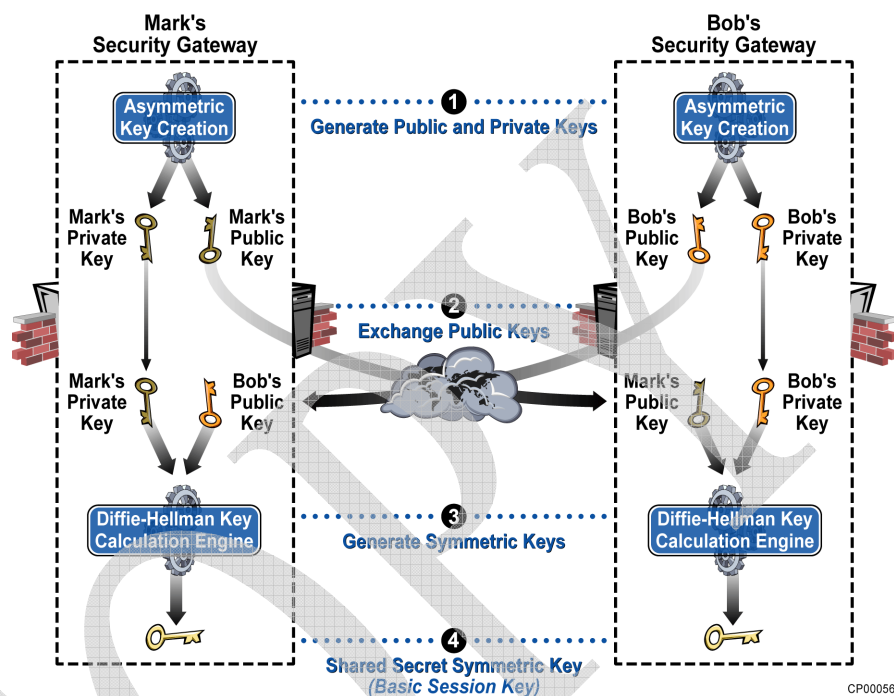 Mark's
Security Gateway
Bob's
Security Gateway
Asymmetric
Key Creation
1
Generate Public and Private Keys
Asymmetric
Key Creation
Mark's
Private
Key
Mark's
Public
Key
Bob's
Public
Key
Bob's
Private
Key
2
Exchange Public Keys
Mark's
Private
Key
Bob's
Public
Key
Mark's
Public
Key
Bob's
Private
Key
Diffie-Hellman Key
Calculation Engine
3
Generate Symmetric Keys
Diffie-Hellman Key
Calculation Engine
4
Shared Secret Symmetric Key
(Basic Session Key)
CP00056